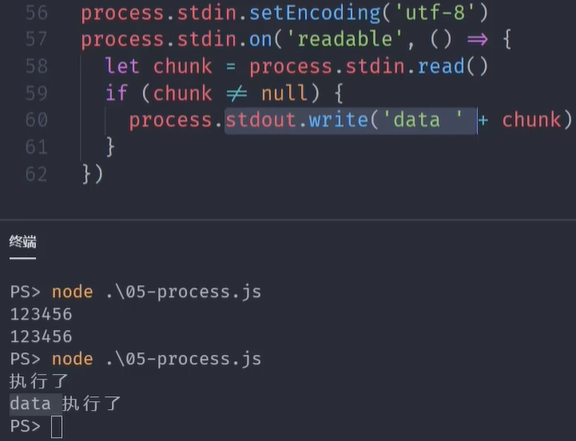 56 process.stdin.setEncoding('utf-8')
57 process.stdin.on('readable', () => {
58 let chunk = process.stdin.read()
59 if (chunk != null) {
60 process.stdout.write('data ' + chunk)
61 }
62 })
终端
PS> node .\05-process.js
123456
123456
PS> node .\05-process.js
执行了
data 执行了
PS>